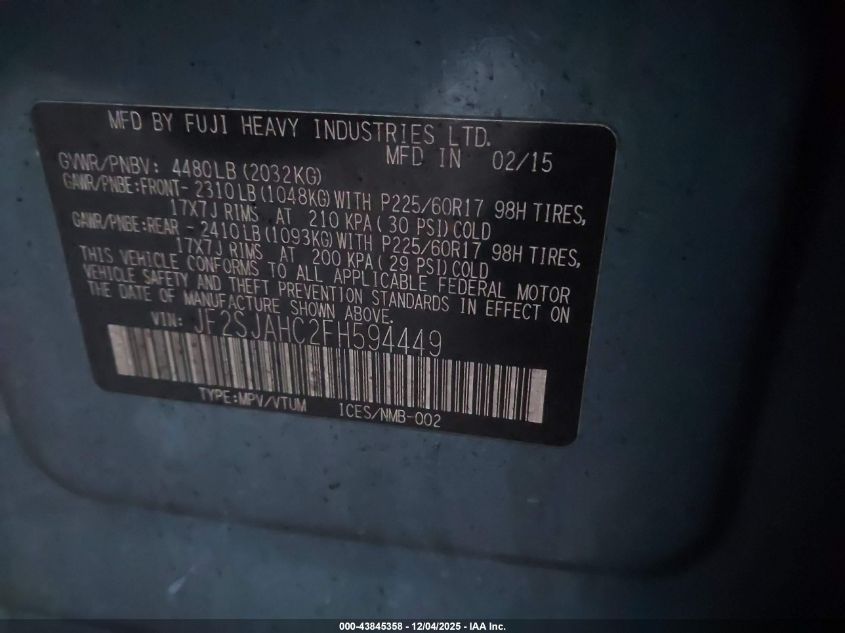 MFD BY FUJI HEAVY INDUSTRIES LTD.
MFD IN 02/15
GVWR/PNBV: 4480LB (2032KG)
GAWR/PNBE:FRONT- 2310LB(1048KG)WITH P225/60R17 98H TIRES,
17X7J RIMS AT 210 KPA( 30 PSI)COLD
GAWR/PNBE:REAR - 2410LB(1093KG)WITH P225/60R17 98H TIRES,
17X7J RIMS AT 200 KPA( 29 PSI)COLD
THIS VEHICLE CONFORMS TO ALL APPLICABLE FEDERAL MOTOR
VEHICLE SAFETY AND THEFT PREVENTION STANDARDS IN EFFECT ON
THE DATE OF MANUFACTURE SHOWN ABOVE.
VIN: JF2SJAHC2FH594449
TYPE:MPV/VTUM ICES/NMB-002
000-43845358 - 12/04/2025 - IAA Inc.